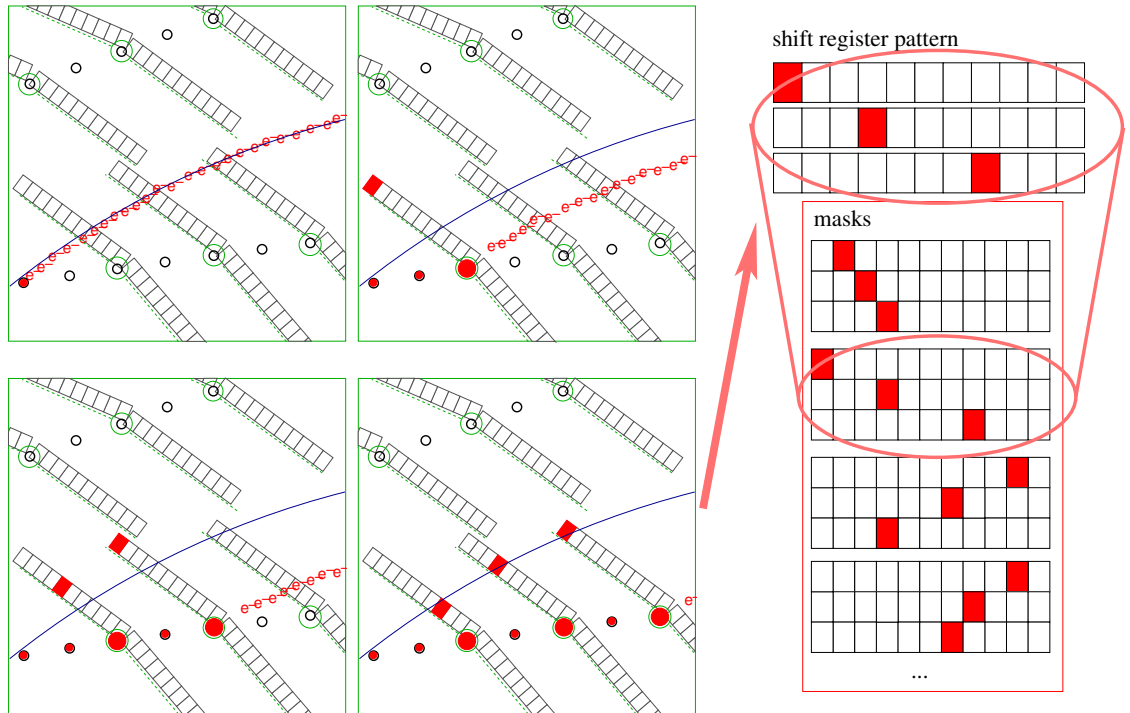 shift register pattern
masks
e⁻e⁻e⁻e⁻e⁻e⁻e⁻e⁻e⁻e⁻e⁻e⁻e⁻e⁻e⁻e⁻e⁻e⁻e⁻e⁻
e⁻e⁻e⁻e⁻e⁻e⁻e⁻e⁻e⁻e⁻e⁻e⁻
e⁻e⁻e⁻e⁻e⁻e⁻e⁻
e⁻
...